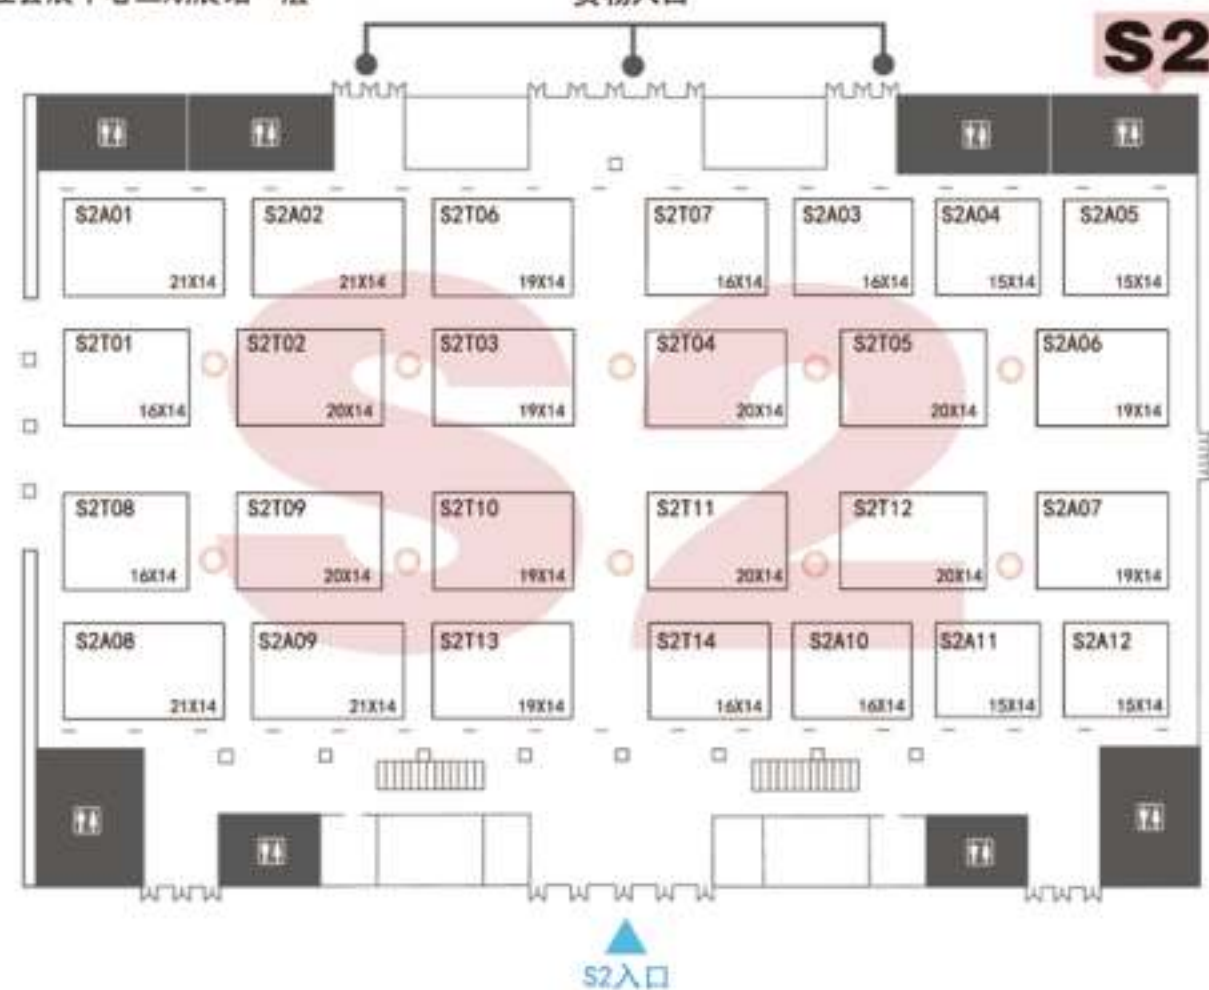 S2
S2A01 S2A02 S2T06 S2T07 S2A03 S2A04 S2A05
21X14 21X14 19X14 16X14 16X14 15X14 15X14
S2T01 S2T02 S2T03 S2T04 S2T05 S2A06
16X14 20X14 19X14 20X14 20X14 19X14
S2
S2T08 S2T09 S2T10 S2T11 S2T12 S2A07
16X14 20X14 19X14 20X14 20X14 19X14
S2A08 S2A09 S2T13 S2T14 S2A10 S2A11 S2A12
21X14 21X14 19X14 16X14 16X14 15X14 15X14
S2入口